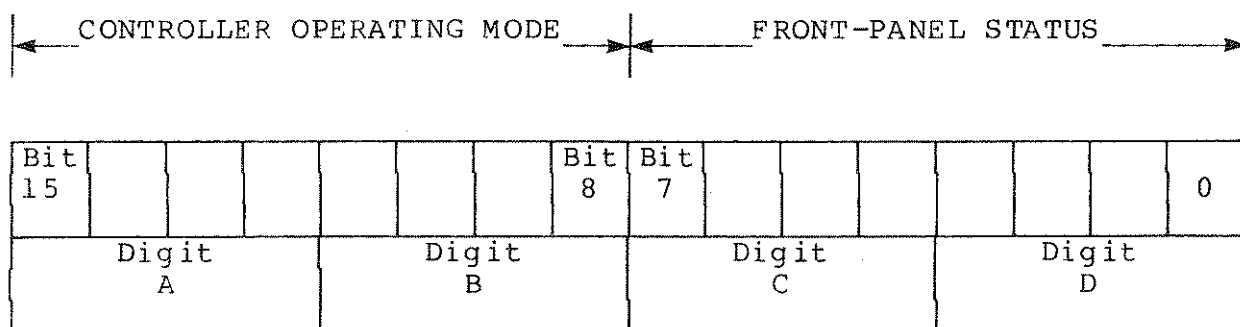 CONTROLLER OPERATING MODE FRONT-PANEL STATUS
Bit Bit Bit
15 8 7 0
Digit Digit Digit Digit
A B C D